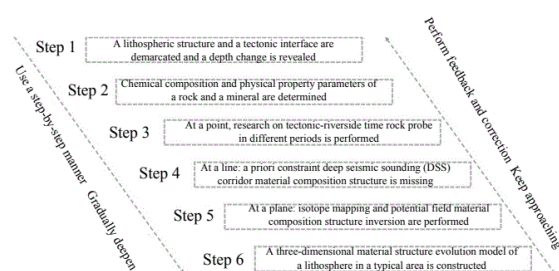 Step 1
A lithospheric structure and a tectonic interface are
demarcated and a depth change is revealed
Step 2
Chemical composition and physical property parameters of
a rock and a mineral are determined
Step 3
At a point, research on tectonic-riverside time rock probe
in different periods is performed
Step 4
At a line: a priori constraint deep seismic sounding (DSS)
corridor material composition structure is missing
Step 5
At a plane: isotope mapping and potential field material
composition structure inversion are performed
Step 6
A three-dimensional material structure evolution model of
a lithosphere in a typical area is constructed
Use a step-by-step manner Gradually deepen
Perform feedback and correction Keep approaching